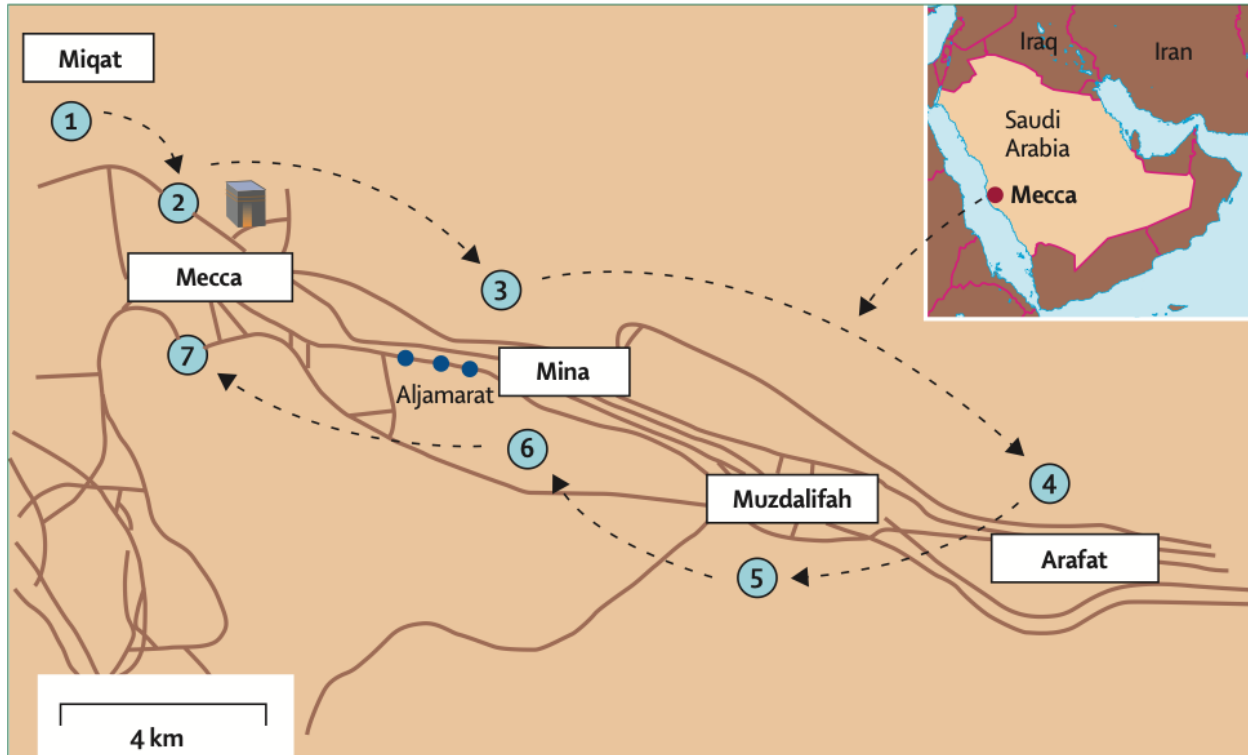 Miqat
1
2
Mecca
3
7
Aljamarat
Mina
6
4
Muzdalifah
5
Arafat
4 km
Iraq
Iran
Saudi
Arabia
Mecca